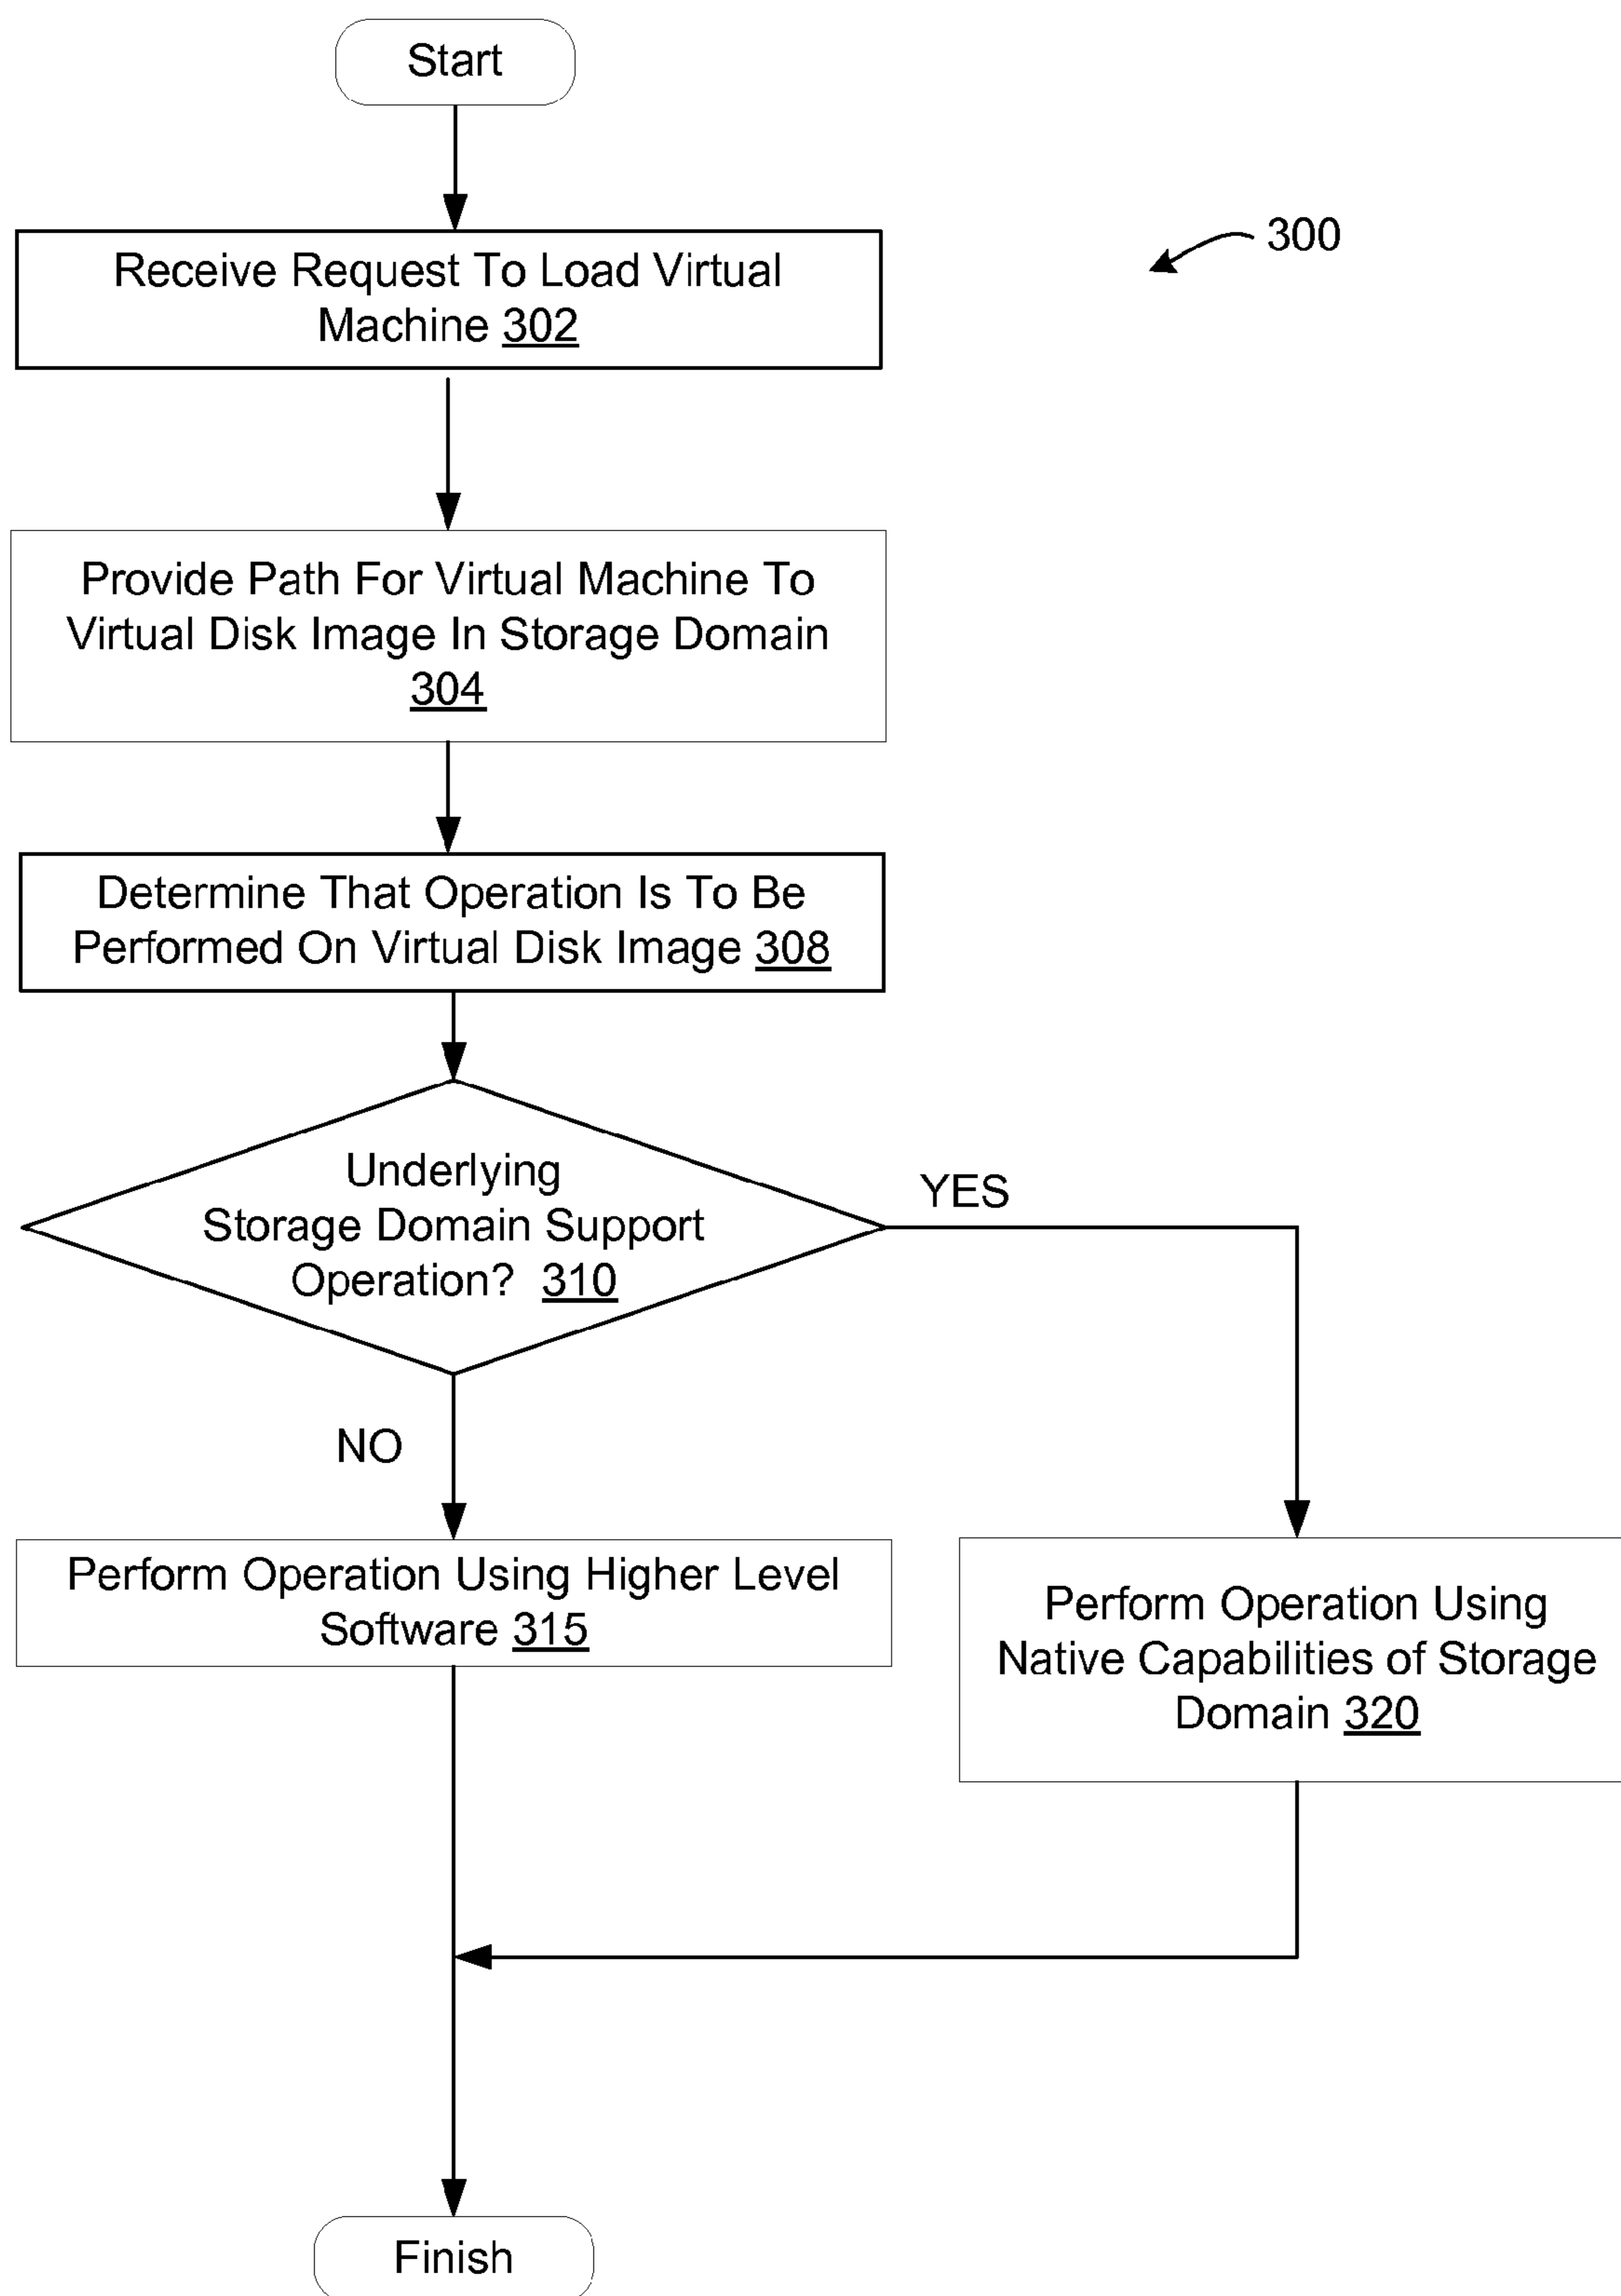 Start
300
Receive Request To Load Virtual
Machine 302
Provide Path For Virtual Machine To
Virtual Disk Image In Storage Domain
304
Determine That Operation Is To Be
Performed On Virtual Disk Image 308
Underlying
Storage Domain Support
Operation? 310
YES
NO
Perform Operation Using Higher Level
Software 315
Perform Operation Using
Native Capabilities of Storage
Domain 320
Finish